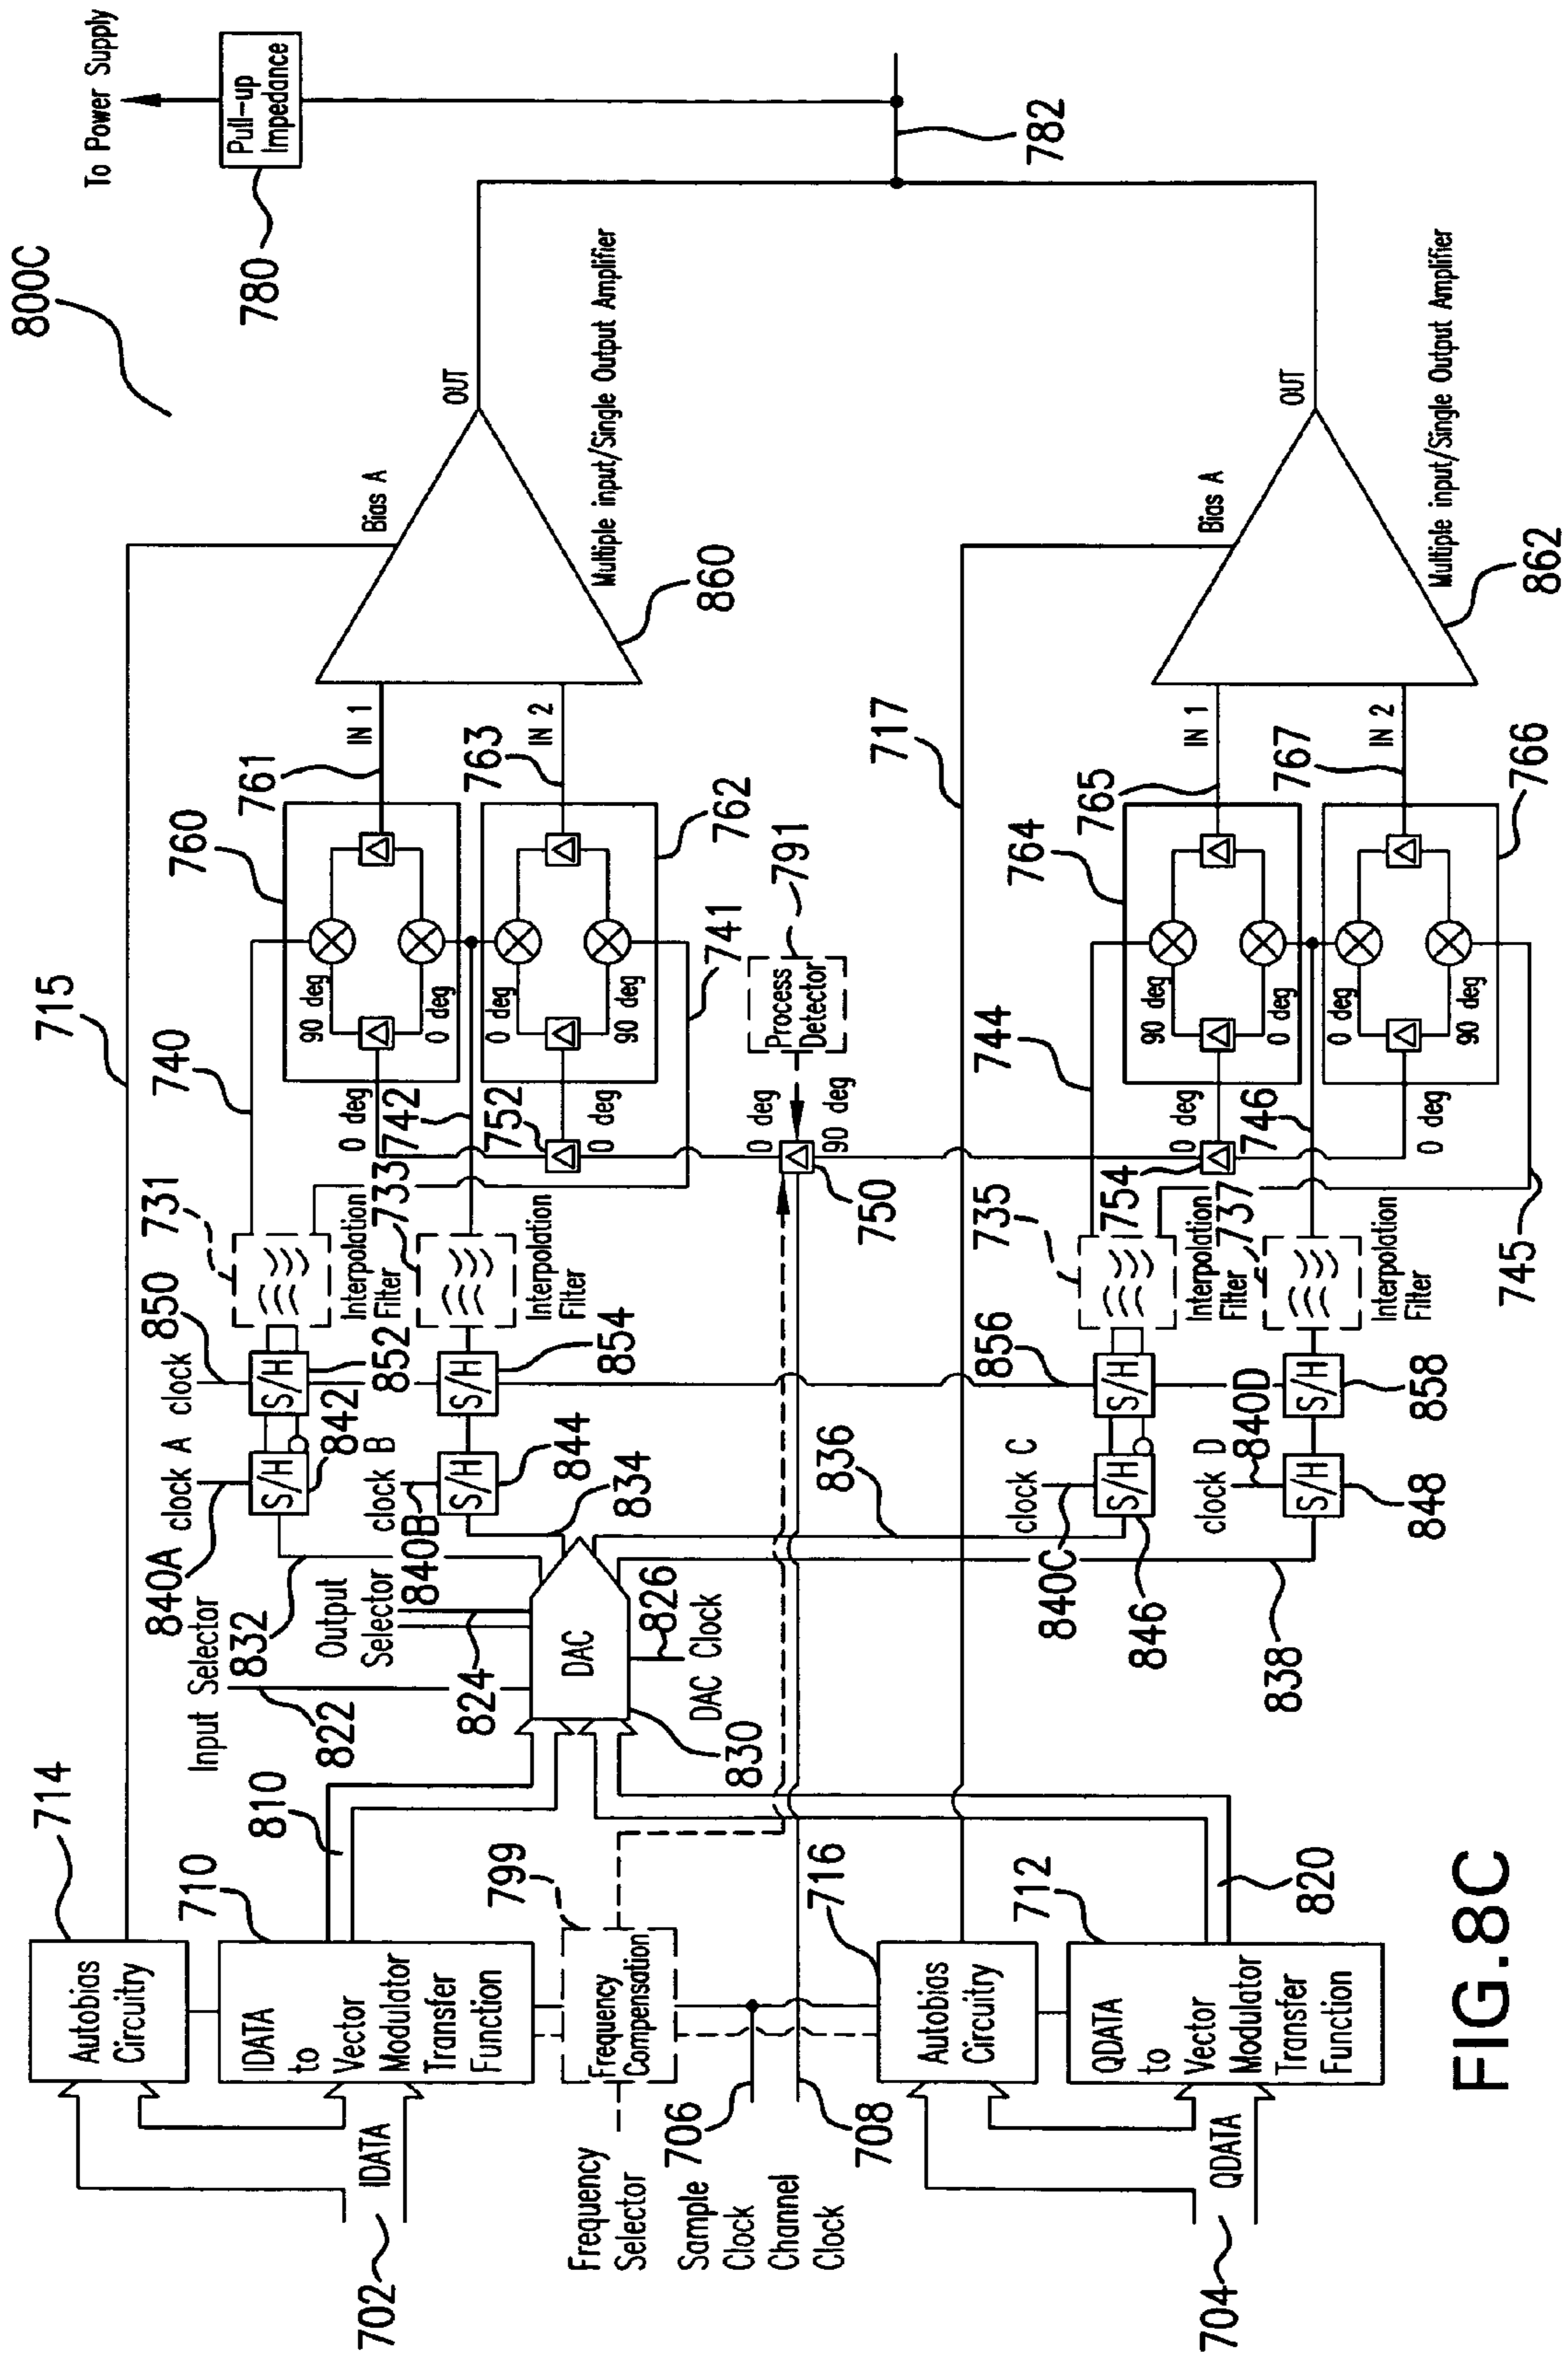 800C
To Power Supply
Pull-up
Impedance
780
782
714
Autobias
Circuitry
715
Bias A
OUT
Multiple input/Single Output Amplifier
860
IN 1
IN 2
702
IDATA
710
IDATA
to
Vector
Modulator
Transfer
Function
810
Input Selector
822
Output
Selector
824
DAC
826
DAC Clock
830
832
834
836
838
840A
clock A
S/H
842
clock
850
S/H
852
840B
clock B
S/H
844
S/H
854
731
Interpolation
Filter
733
Interpolation
Filter
740
742
741
0 deg
752
0 deg
760
90 deg
0 deg
761
762
0 deg
90 deg
763
Process
Detector
791
0 deg
90 deg
750
799
Frequency
Compensation
Frequency
Selector
706
Sample
Clock
708
Channel
Clock
716
Autobias
Circuitry
717
Bias A
OUT
Multiple input/Single Output Amplifier
862
IN 1
IN 2
704
QDATA
712
QDATA
to
Vector
Modulator
Transfer
Function
820
840C
clock C
S/H
846
S/H
856
840D
clock D
S/H
848
S/H
858
735
Interpolation
Filter
737
Interpolation
Filter
744
746
745
0 deg
754
0 deg
764
90 deg
0 deg
765
766
0 deg
90 deg
767
FIG.8C